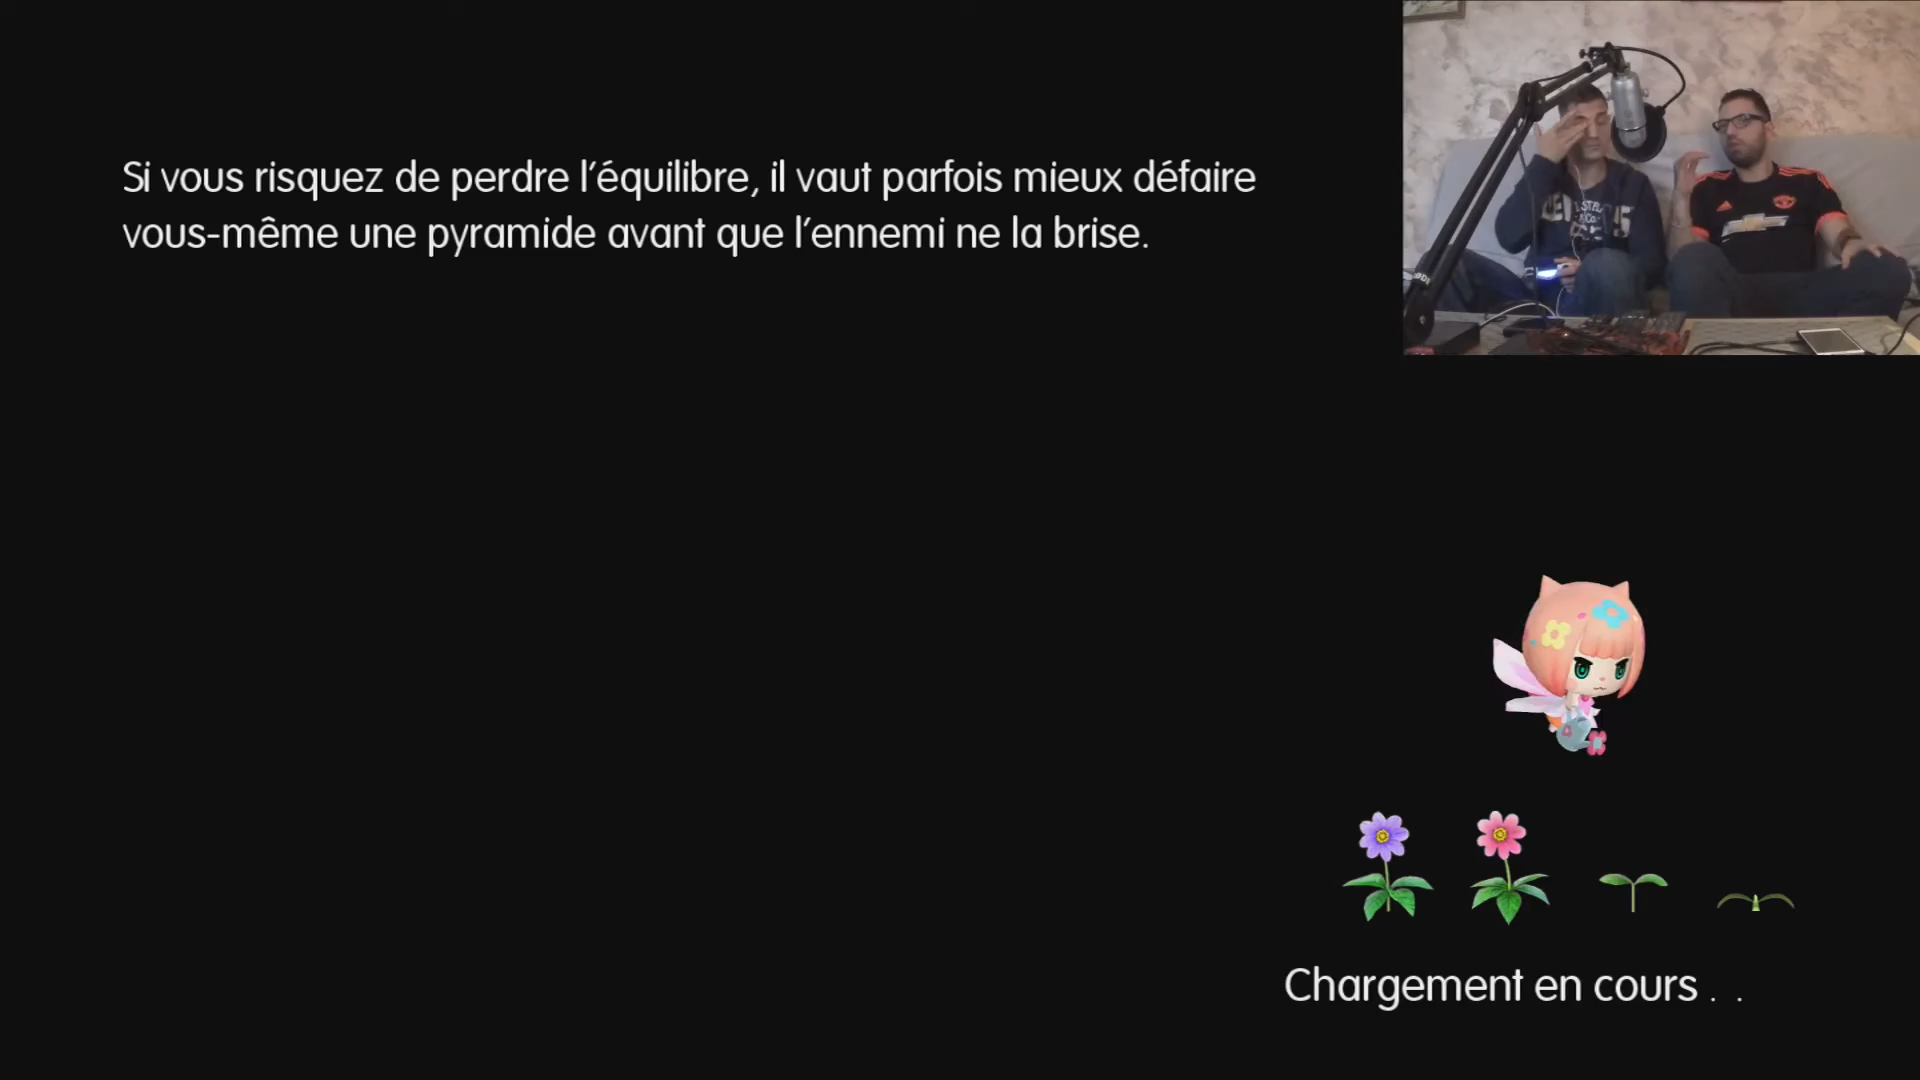 Si vous risquez de perdre l'équilibre, il vaut parfois mieux défaire
vous-même une pyramide avant que l'ennemi ne la brise.
Chargement en cours . .